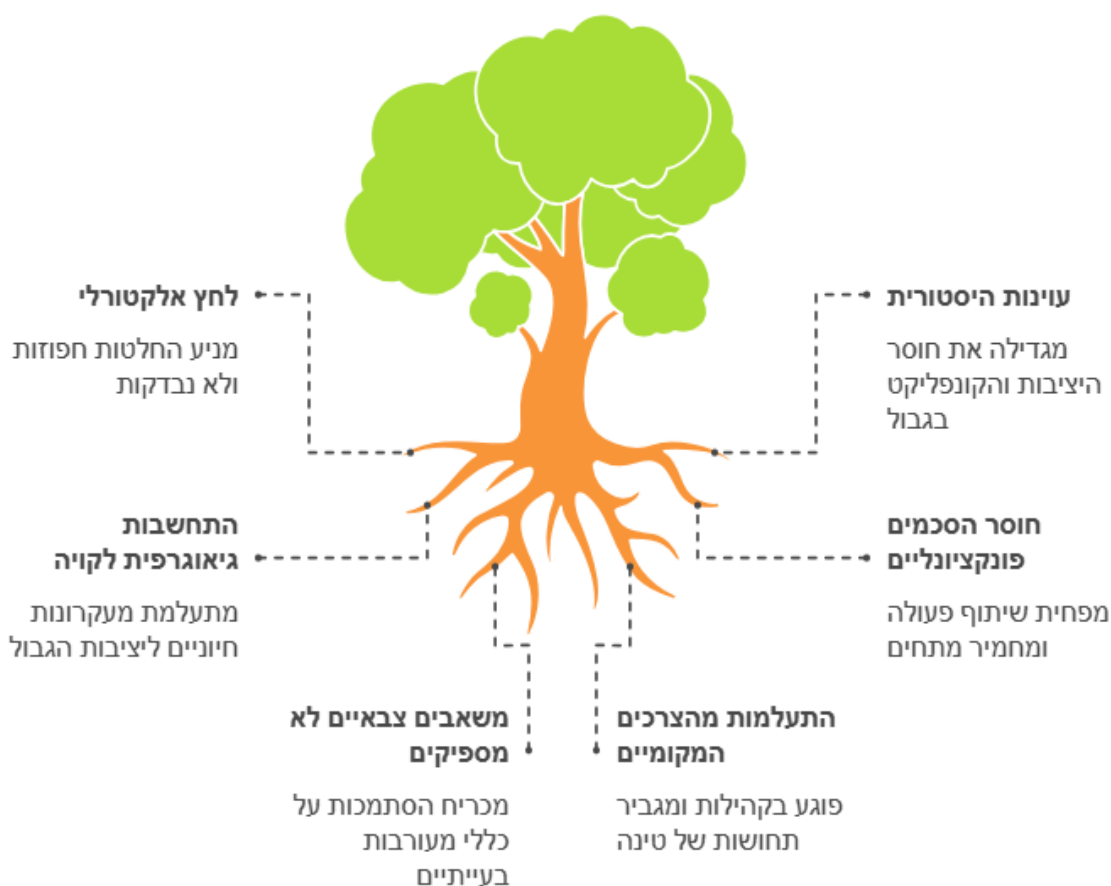 עוינות היסטורית
מגדילה את חוסר
היציבות והקונפליקט
בגבול
לחץ אלקטורלי
מניע החלטות חפוזות
ולא נבדקות
חוסר הסכמים
פונקציונליים
מפחית שיתוף פעולה
ומחמיר מתחים
התחשבות
גיאוגרפית לקויה
מתעלמת מעקרונות
חיוניים ליציבות הגבול
התעלמות מהצרכים
המקומיים
פוגע בקהילות ומגביר
תחושות של טינה
משאבים צבאיים לא
מספיקים
מכריח הסתמכות על
כללי מעורבות
בעייתיים